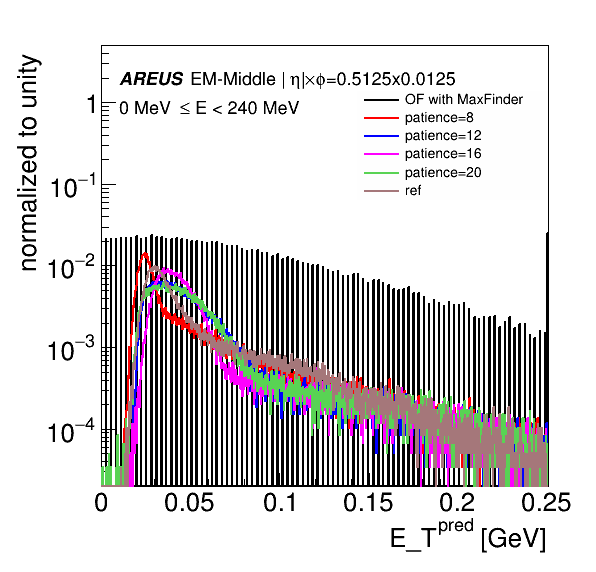 AREUS EM-Middle | η|×ϕ=0.5125x0.0125
0 MeV ≤ E < 240 MeV
OF with MaxFinder
patience=8
patience=12
patience=16
patience=20
ref
normalized to unity
1
10⁻¹
10⁻²
10⁻³
10⁻⁴
0 0.05 0.1 0.15 0.2 0.25
E_T^pred [GeV]